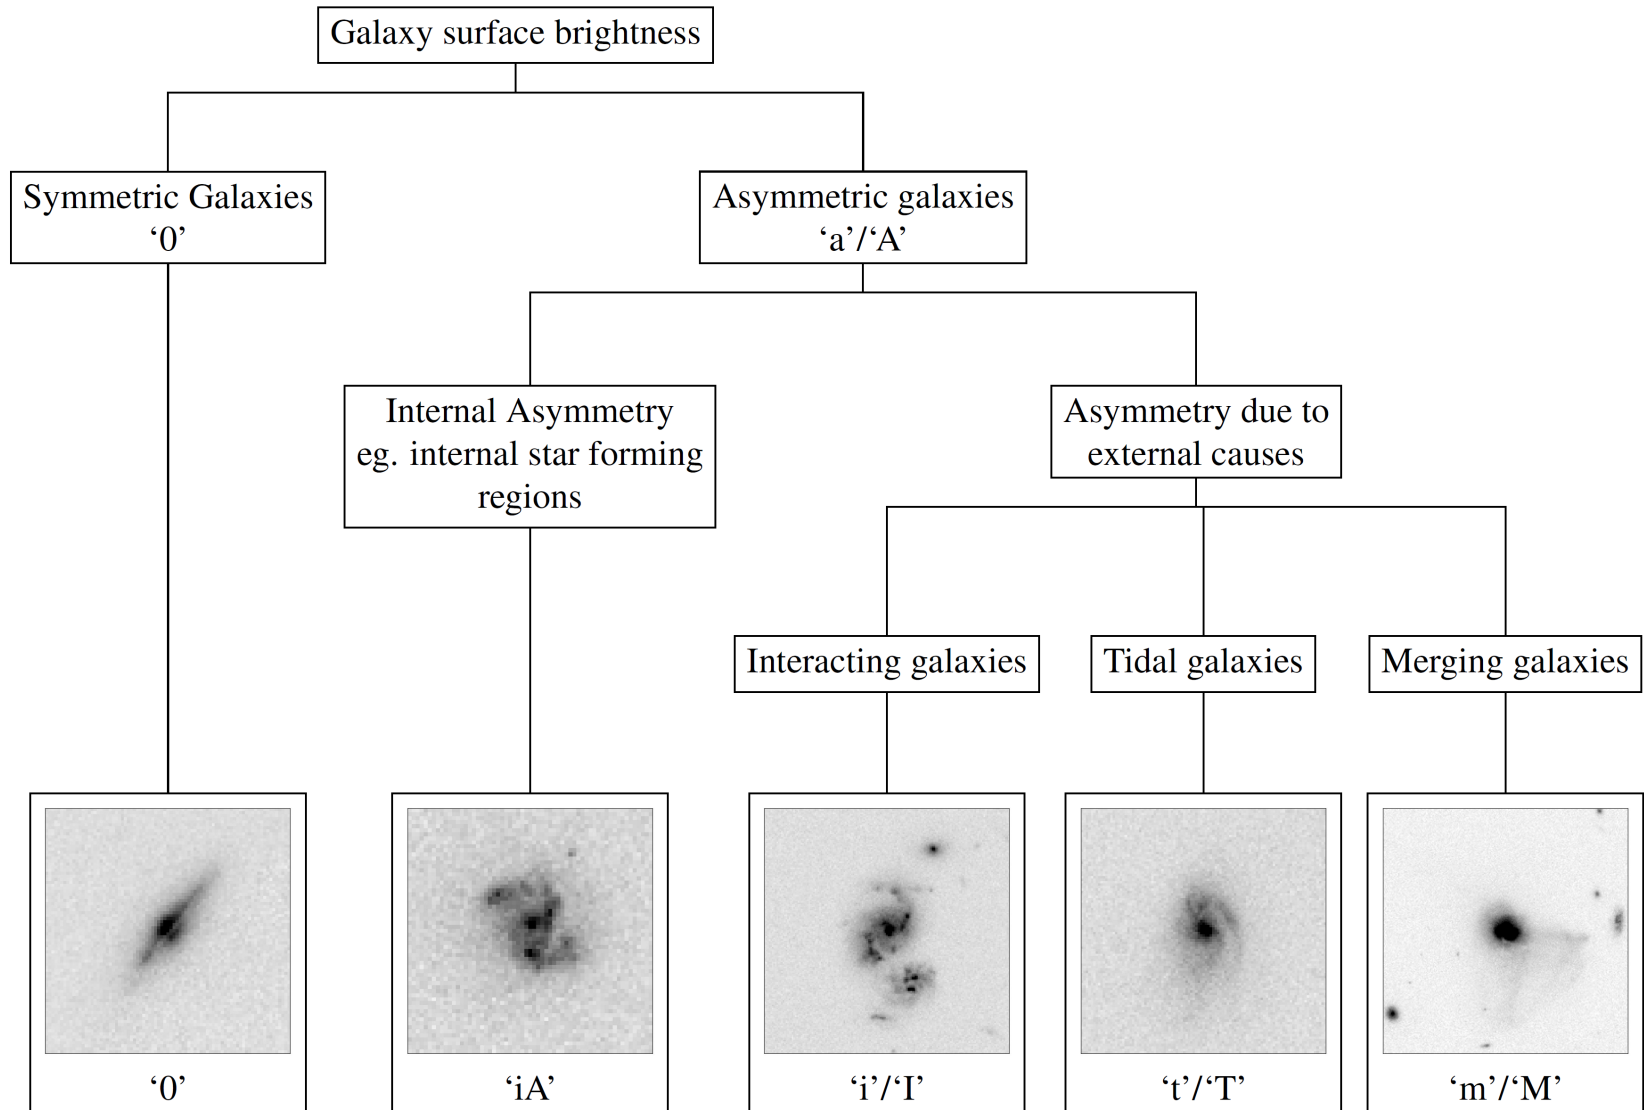 Galaxy surface brightness
Symmetric Galaxies
‘0’
Asymmetric galaxies
‘a’/‘A’
Internal Asymmetry
eg. internal star forming
regions
Asymmetry due to
external causes
Interacting galaxies
Tidal galaxies
Merging galaxies
‘0’
‘iA’
‘i’/‘I’
‘t’/‘T’
‘m’/‘M’